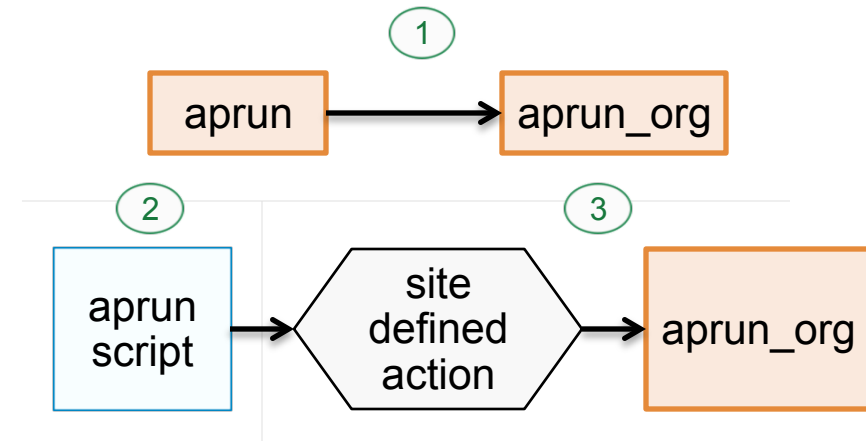 1
aprun
aprun_org
2
3
aprun
script
site
defined
action
aprun_org